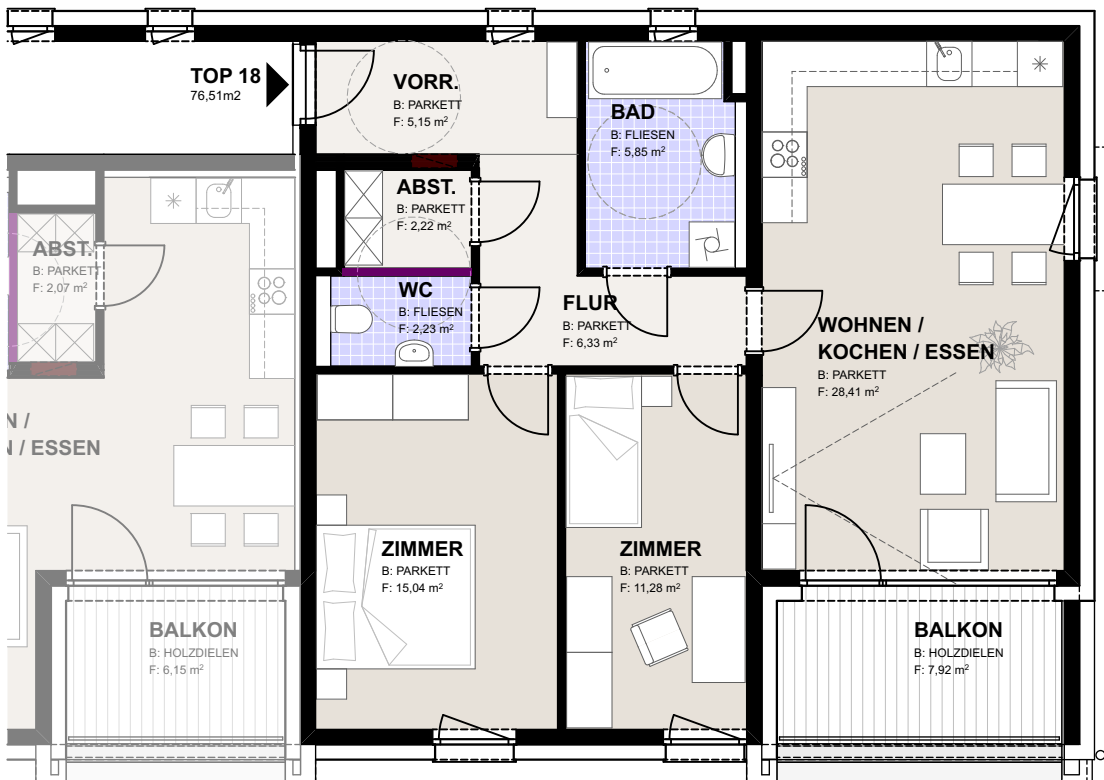 TOP 18
76,51m2
VORR.
B: PARKETT
F: 5,15 m²
BAD
B: FLIESEN
F: 5,85 m²
ABST.
B: PARKETT
F: 2,22 m²
ABST.
B: PARKETT
F: 2,07 m²
WC
B: FLIESEN
F: 2,23 m²
FLUR
B: PARKETT
F: 6,33 m²
WOHNEN /
KOCHEN / ESSEN
B: PARKETT
F: 28,41 m²
N /
N / ESSEN
ZIMMER
B: PARKETT
F: 15,04 m²
ZIMMER
B: PARKETT
F: 11,28 m²
BALKON
B: HOLZDIELEN
F: 6,15 m²
BALKON
B: HOLZDIELEN
F: 7,92 m²